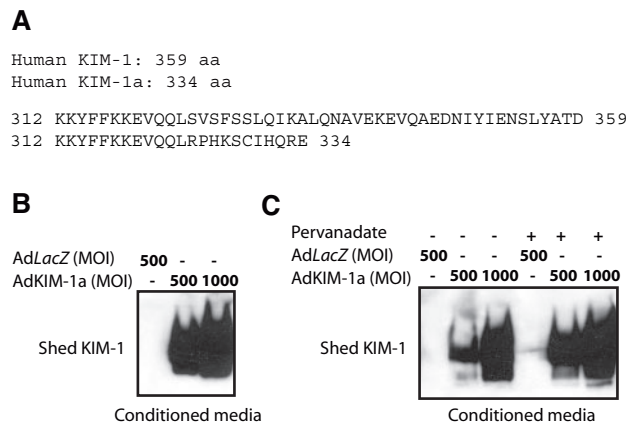 A
Human KIM-1: 359 aa
Human KIM-1a: 334 aa
312 KKYFFKKEVQQLSVSFSSLQIKALQNAVEKEVQAEDNIYIENSLYATD 359
312 KKYFFKKEVQQLRPHKSCIHQRE 334
B
AdLacZ (MOI) 500 - -
AdKIM-1a (MOI) - 500 1000
Shed KIM-1
Conditioned media
C
Pervanadate - - - + + +
AdLacZ (MOI) 500 - - 500 - -
AdKIM-1a (MOI) - 500 1000 - 500 1000
Shed KIM-1
Conditioned media